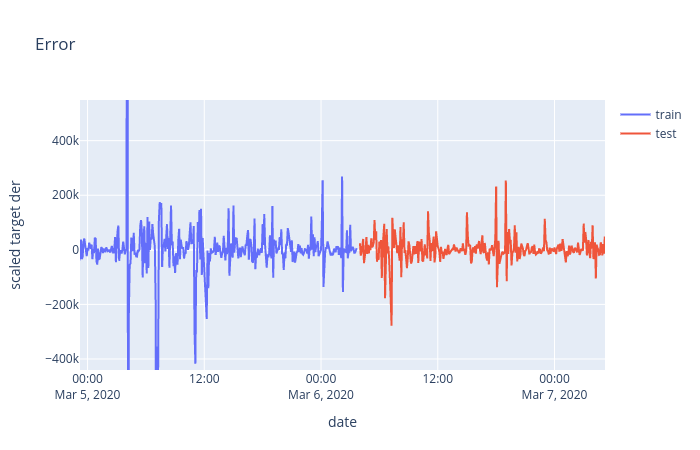 Error
train
test
400k
200k
0
−200k
−400k
scaled target der
00:00
Mar 5, 2020
12:00
00:00
Mar 6, 2020
12:00
00:00
Mar 7, 2020
date